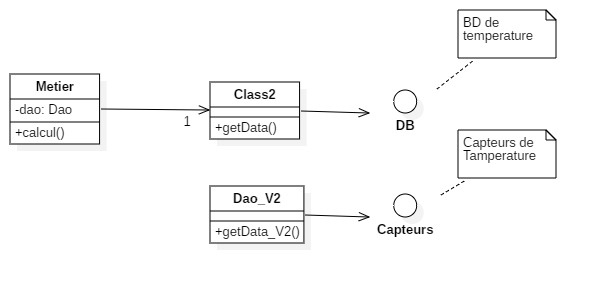 BD de
temperature
Metier
-dao: Dao
+calcul()
1
Class2
+getData()
DB
Capteurs de
Tamperature
Dao_V2
+getData_V2()
Capteurs